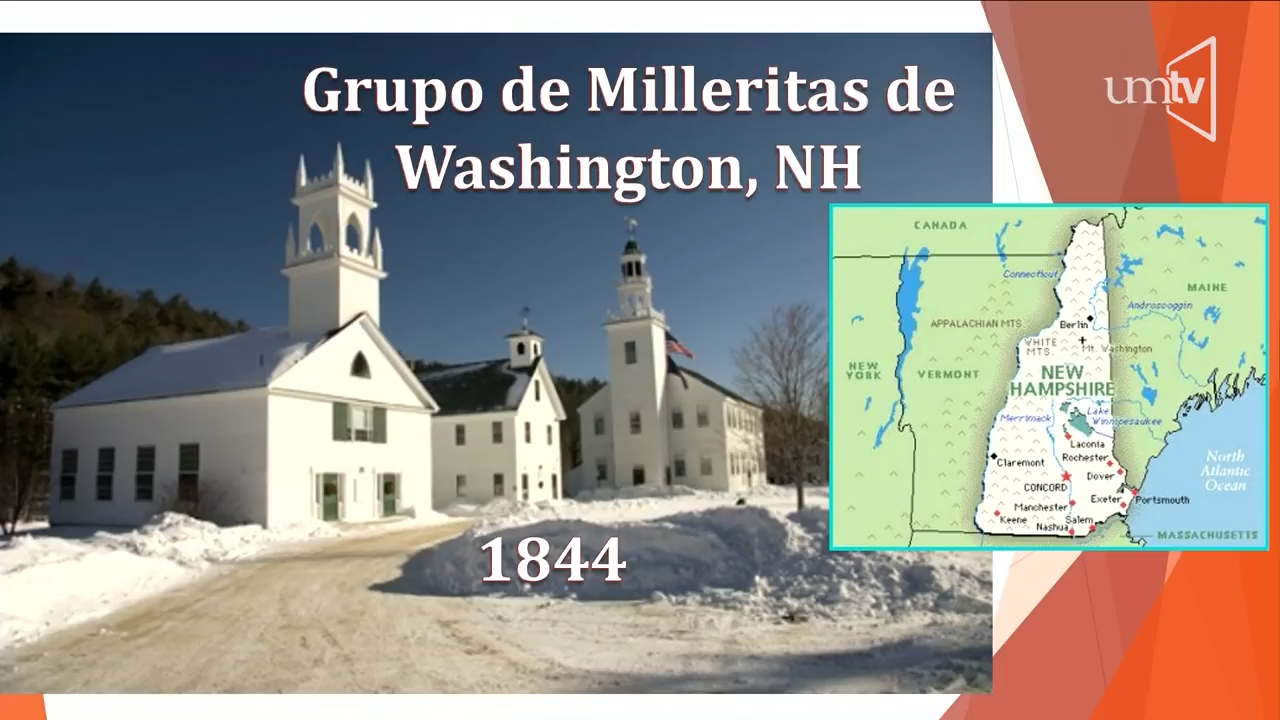 Grupo de Milleritas de
Washington, NH
umtv
CANADA
Connecticut
MAINE
Androscoggin
APPALACHIAN MTS.
Berlin
WHITE
MTS.
Mt. Washington
NEW
YORK
VERMONT
NEW
HAMPSHIRE
Merrimack
Lake
Winnipesaukee
Laconia
Rochester
Claremont
Dover
CONCORD
Exeter
Portsmouth
Manchester
Keene
Salem
Nashua
North
Atlantic
Ocean
MASSACHUSETTS
1844